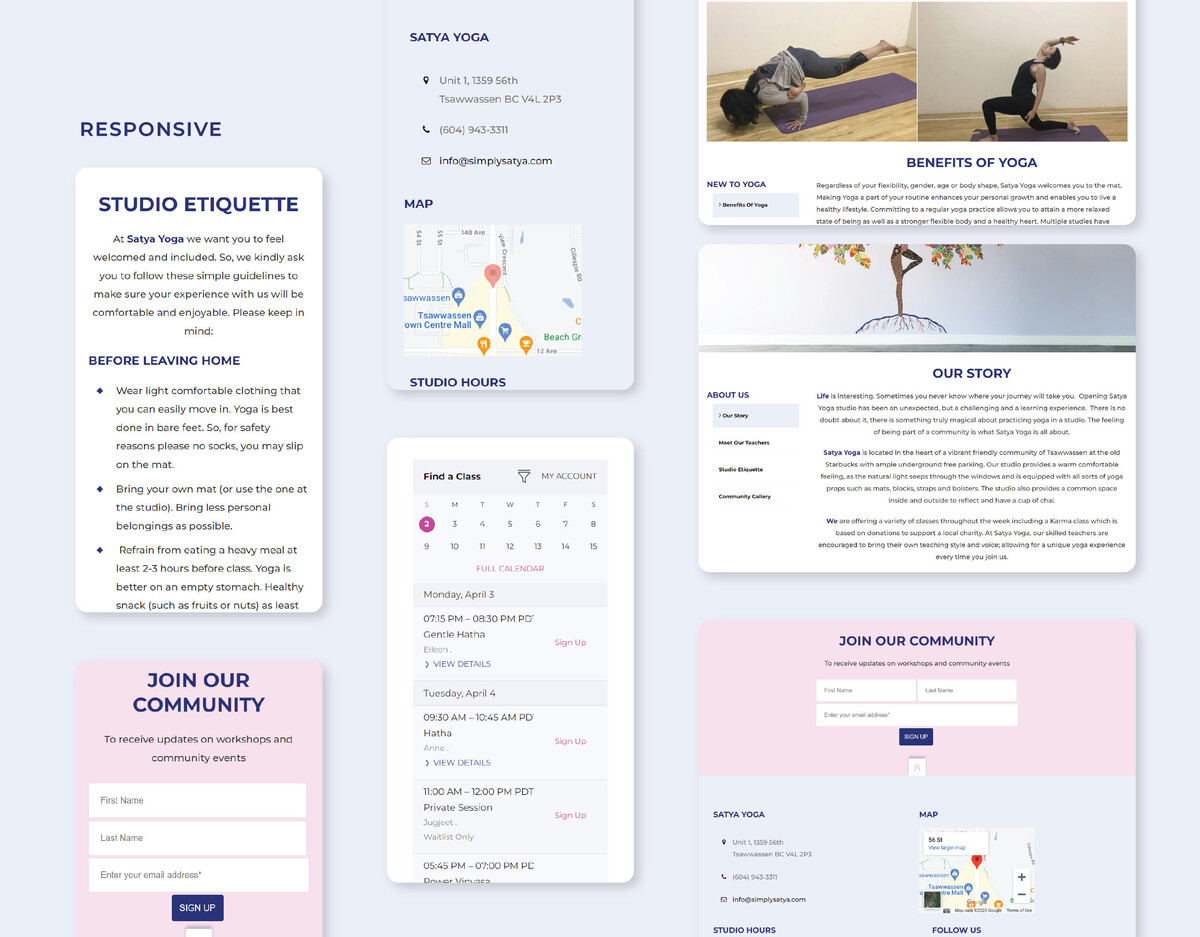 RESPONSIVE
STUDIO ETIQUETTE
At Satya Yoga we want you to feel
welcomed and included. So, we kindly ask
you to follow these simple guidelines to
make sure your experience with us will be
comfortable and enjoyable. Please keep in
mind:
BEFORE LEAVING HOME
Wear light comfortable clothing that
you can easily move in. Yoga is best
done in bare feet. So, for safety
reasons please no socks, you may slip
on the mat.
Bring your own mat (or use the one at
the studio). Bring less personal
belongings as possible.
Refrain from eating a heavy meal at
least 2-3 hours before class. Yoga is
better on an empty stomach. Healthy
snack (such as fruits or nuts) as least
JOIN OUR
COMMUNITY
To receive updates on workshops and
community events
First Name
Last Name
Enter your email address*
SIGN UP
SATYA YOGA
Unit 1, 1359 56th
Tsawwassen BC V4L 2P3
(604) 943-3311
info@simplysatya.com
MAP
54 St
55 St
14B Ave
Crescent
Gillespie Rd
sawwassen
Tsawwassen
own Centre Mall
C
Beach Gr
12 Ave
STUDIO HOURS
Find a Class
MY ACCOUNT
S M T W T F S
2 3 4 5 6 7 8
9 10 11 12 13 14 15
FULL CALENDAR
Monday, April 3
07:15 PM – 08:30 PM PD
Gentle Hatha
Sign Up
Eileen .
VIEW DETAILS
Tuesday, April 4
09:30 AM – 10:45 AM PD
Hatha
Sign Up
Anne .
VIEW DETAILS
11:00 AM – 12:00 PM PDT
Private Session
Sign Up
Jugjeet .
Waitlist Only
05:45 PM – 07:00 PM PD
Power Vinyasa
BENEFITS OF YOGA
NEW TO YOGA
> Benefits Of Yoga
Regardless of your flexibility, gender, age or body shape, Satya Yoga welcomes you to the mat.
Making Yoga a part of your routine enhances your personal growth and enables you to live a
healthy lifestyle. Committing to a regular yoga practice allows you to attain a more relaxed
state of being as well as a stronger flexible body and a healthy heart. Multiple studies have
OUR STORY
ABOUT US
> Our Story
Meet Our Teachers
Studio Etiquette
Community Gallery
Life is interesting. Sometimes you never know where your journey will take you. Opening Satya
Yoga studio has been an unexpected, but a challenging and a learning experience. There is no
doubt about it, there is something truly magical about practicing yoga in a studio. The feeling
of being part of a community is what Satya Yoga is all about.
Satya Yoga is located in the heart of a vibrant friendly community of Tsawwassen at the old
Starbucks with ample underground free parking. Our studio provides a warm comfortable
feeling, as the natural light seeps through the windows and is equipped with all sorts of yoga
props such as mats, blocks, straps and bolsters. The studio also provides a common space
inside and outside to reflect and have a cup of chai.
We are offering a variety of classes throughout the week including a Karma class which is
based on donations to support a local charity. At Satya Yoga, our skilled teachers are
encouraged to bring their own teaching style and voice; allowing for a unique yoga experience
every time you join us.
JOIN OUR COMMUNITY
To receive updates on workshops and community events
First Name
Last Name
Enter your email address*
SIGN UP
SATYA YOGA
Unit 1, 1359 56th
Tsawwassen BC V4L 2P3
(604) 943-3311
info@simplysatya.com
STUDIO HOURS
MAP
56 St
View larger map
sawwassen
Tsawwassen
own Centre Mall
Google
Map data ©2023 Google
Terms of Use
FOLLOW US